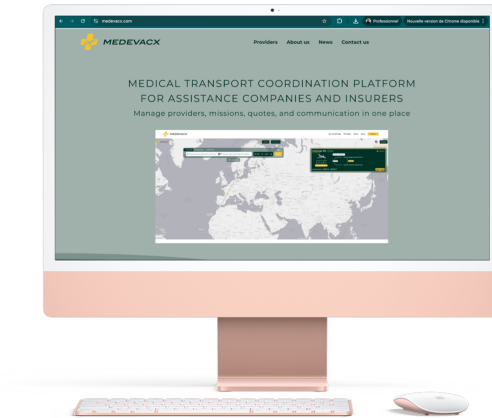 medevacx.com
Professionnel
Nouvelle version de Chrome disponible
MEDEVACX
Providers About us News Contact us
MEDICAL TRANSPORT COORDINATION PLATFORM
FOR ASSISTANCE COMPANIES AND INSURERS
Manage providers, missions, quotes, and communication in one place
MEDEVACX